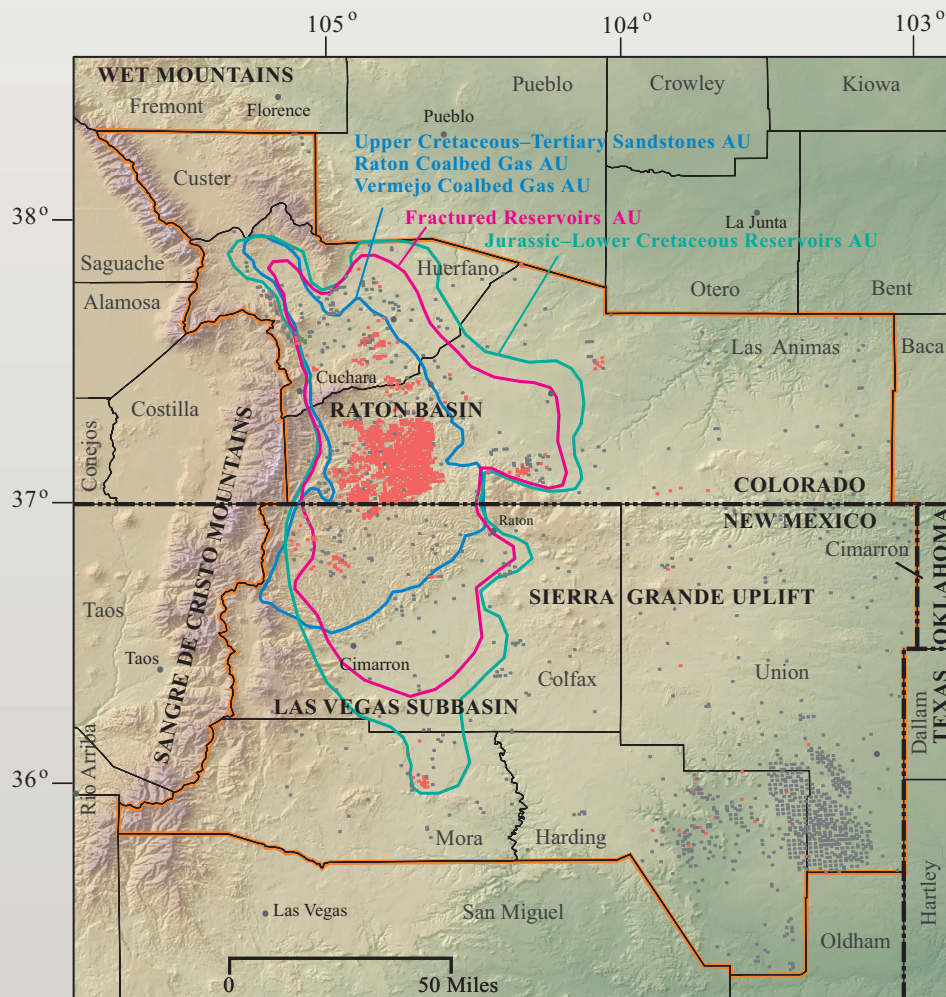 105°
104°
103°
WET MOUNTAINS
Fremont
Florence
Pueblo
Crowley
Kiowa
Pueblo
Upper Cretaceous–Tertiary Sandstones AU
Raton Coalbed Gas AU
Vermejo Coalbed Gas AU
Custer
38°
Fractured Reservoirs AU
La Junta
Jurassic–Lower Cretaceous Reservoirs AU
Saguache
Huerfano
Alamosa
Otero
Bent
Las Animas
Baca
Cuchara
Costilla
RATON BASIN
Conejos
37°
COLORADO
Raton
NEW MEXICO
OKLAHOMA
Cimarron
SANGRE DE CRISTO MOUNTAINS
Taos
SIERRA GRANDE UPLIFT
Taos
Cimarron
Colfax
Union
Dallam
TEXAS
LAS VEGAS SUBBASIN
Rio Arriba
36°
Mora
Harding
Hartley
Las Vegas
San Miguel
Oldham
0
50 Miles